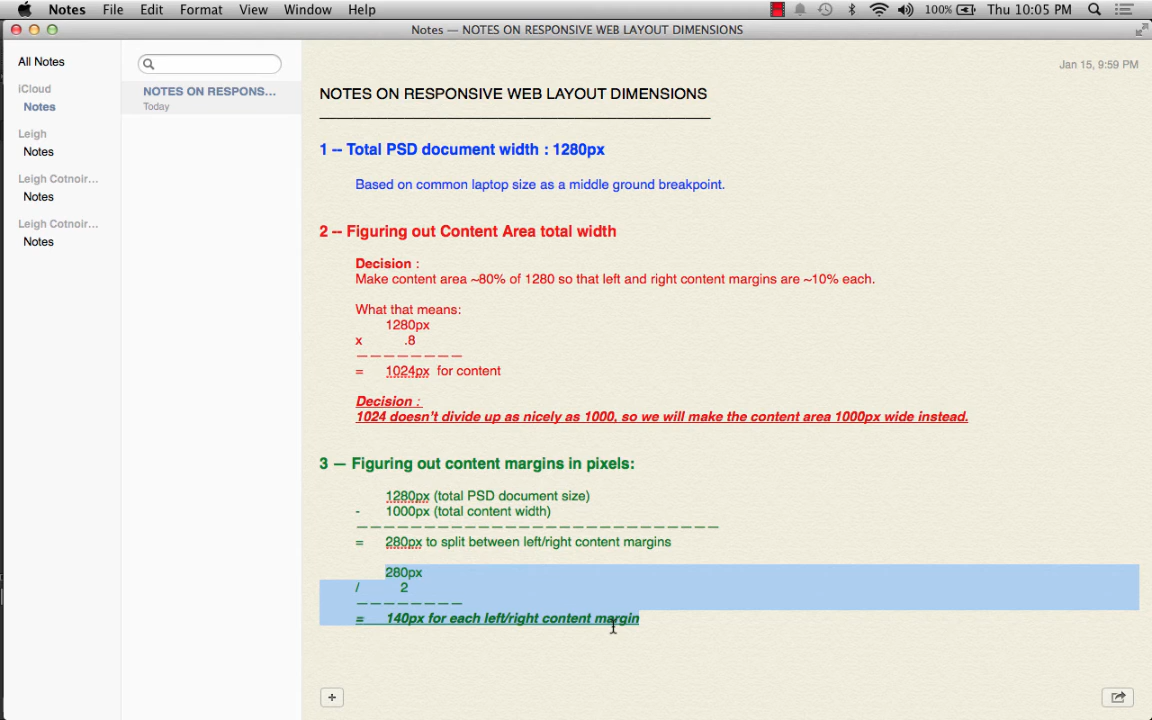 Notes File Edit Format View Window Help 100% Thu 10:05 PM
Notes — NOTES ON RESPONSIVE WEB LAYOUT DIMENSIONS
All Notes
iCloud
Notes
Leigh
Notes
Leigh Cotnoir...
Notes
Leigh Cotnoir...
Notes
NOTES ON RESPONS...
Today
Jan 15, 9:59 PM
NOTES ON RESPONSIVE WEB LAYOUT DIMENSIONS
1 -- Total PSD document width : 1280px
Based on common laptop size as a middle ground breakpoint.
2 -- Figuring out Content Area total width
Decision :
Make content area ~80% of 1280 so that left and right content margins are ~10% each.
What that means:
1280px
x .8
————————
= 1024px for content
Decision :
1024 doesn't divide up as nicely as 1000, so we will make the content area 1000px wide instead.
3 — Figuring out content margins in pixels:
1280px (total PSD document size)
- 1000px (total content width)
———————————————————————————
= 280px to split between left/right content margins
280px
/ 2
————————
= 140px for each left/right content margin